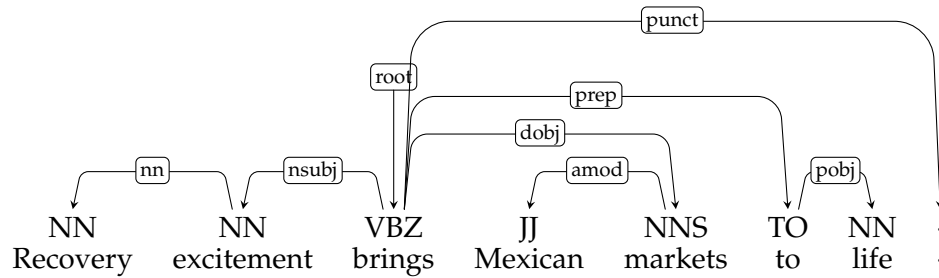 punct
root
prep
dobj
nn nsubj amod pobj
NN NN VBZ JJ NNS TO NN
Recovery excitement brings Mexican markets to life